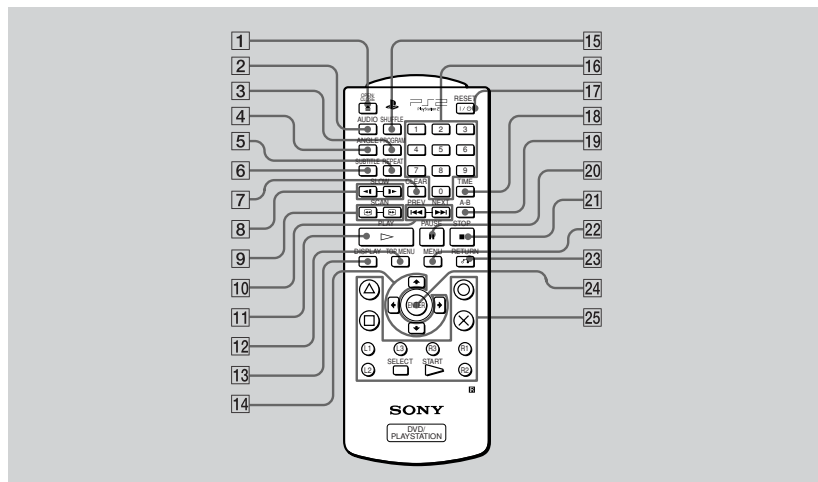 1
2
3
4
5
6
7
8
9
10
11
12
13
14
15
16
17
18
19
20
21
22
23
24
25
OPEN/CLOSE
RESET
AUDIO SHUFFLE
1 2 3
ANGLE PROGRAM
4 5 6
SUBTITLE REPEAT
7 8 9
SLOW CLEAR 0 TIME
SCAN PREV NEXT A-B
PLAY PAUSE STOP
DISPLAY TOP MENU MENU RETURN
ENTER
L1 L3 R3 R1
SELECT START
L2 R2
R
SONY
DVD/
PLAYSTATION